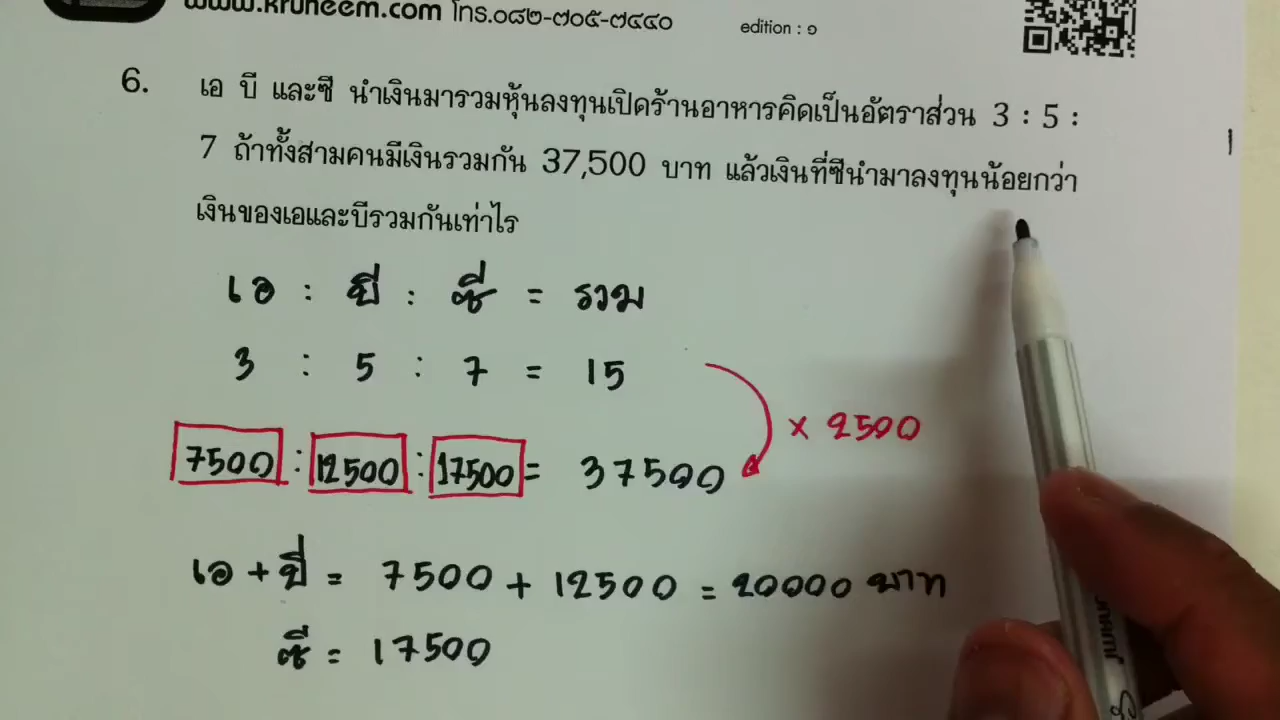 www.kruneem.com โทร.๐๘๒-๗๐๕-๗๔๔๐ edition : ๑
6. เอ บี และซี นำเงินมารวมหุ้นลงทุนเปิดร้านอาหารคิดเป็นอัตราส่วน 3 : 5 :
7 ถ้าทั้งสามคนมีเงินรวมกัน 37,500 บาท แล้วเงินที่ซีนำมาลงทุนน้อยกว่า
เงินของเอและบีรวมกันเท่าไร
เอ : บี : ซี = รวม
3 : 5 : 7 = 15
× 2500
7500 : 12500 : 17500 = 37500
เอ + บี = 7500 + 12500 = 20000 บาท
ซี = 17500